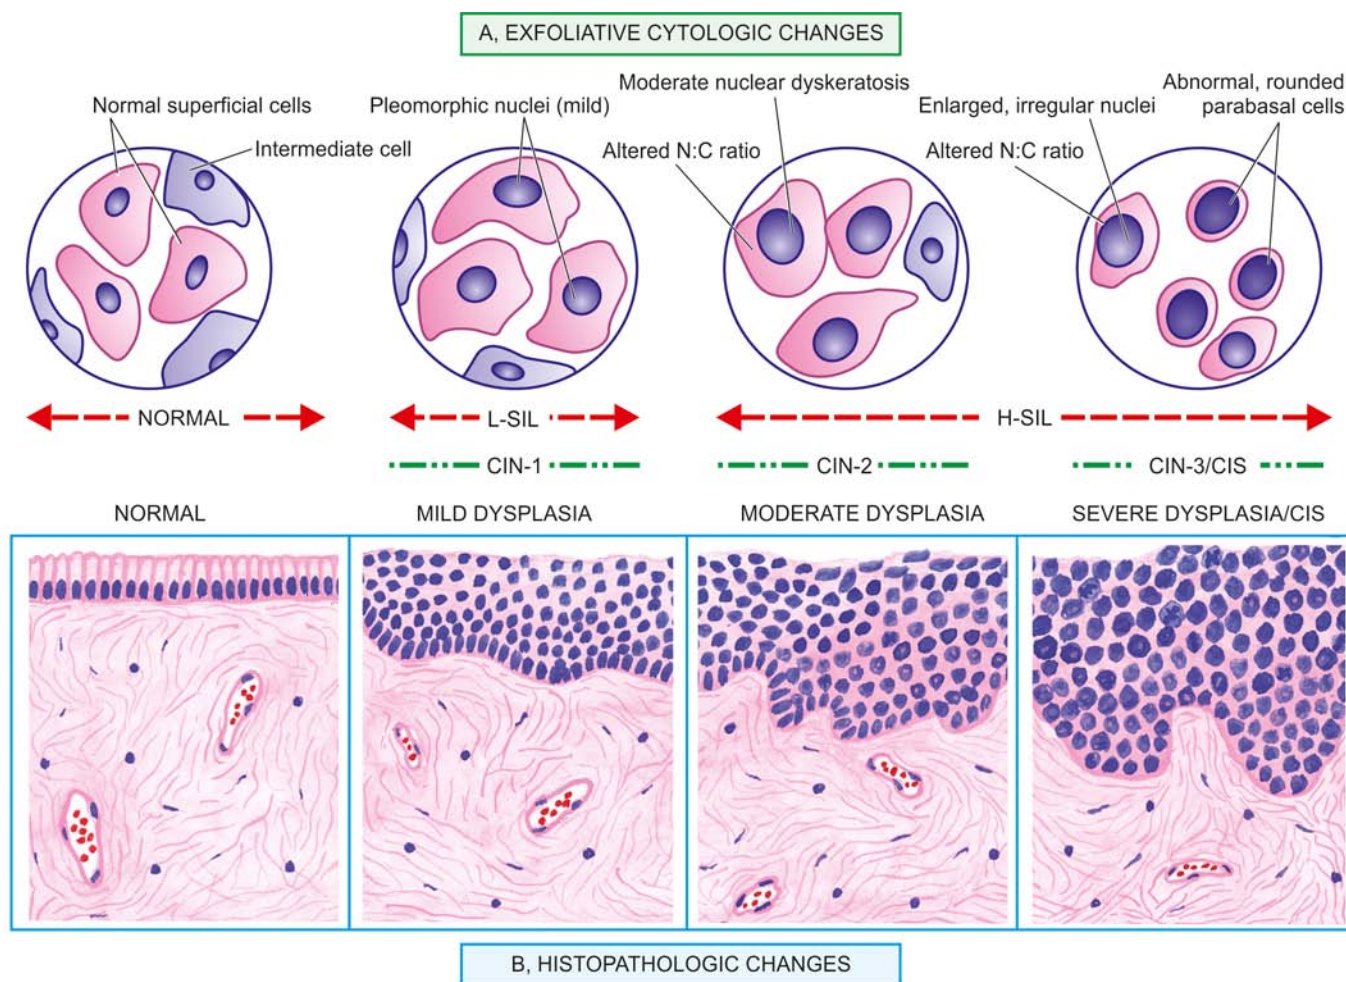 A, EXFOLIATIVE CYTOLOGIC CHANGES
Normal superficial cells
Intermediate cell
Pleomorphic nuclei (mild)
Moderate nuclear dyskeratosis
Altered N:C ratio
Enlarged, irregular nuclei
Altered N:C ratio
Abnormal, rounded
parabasal cells
NORMAL
L-SIL
H-SIL
CIN-1
CIN-2
CIN-3/CIS
NORMAL
MILD DYSPLASIA
MODERATE DYSPLASIA
SEVERE DYSPLASIA/CIS
B, HISTOPATHOLOGIC CHANGES